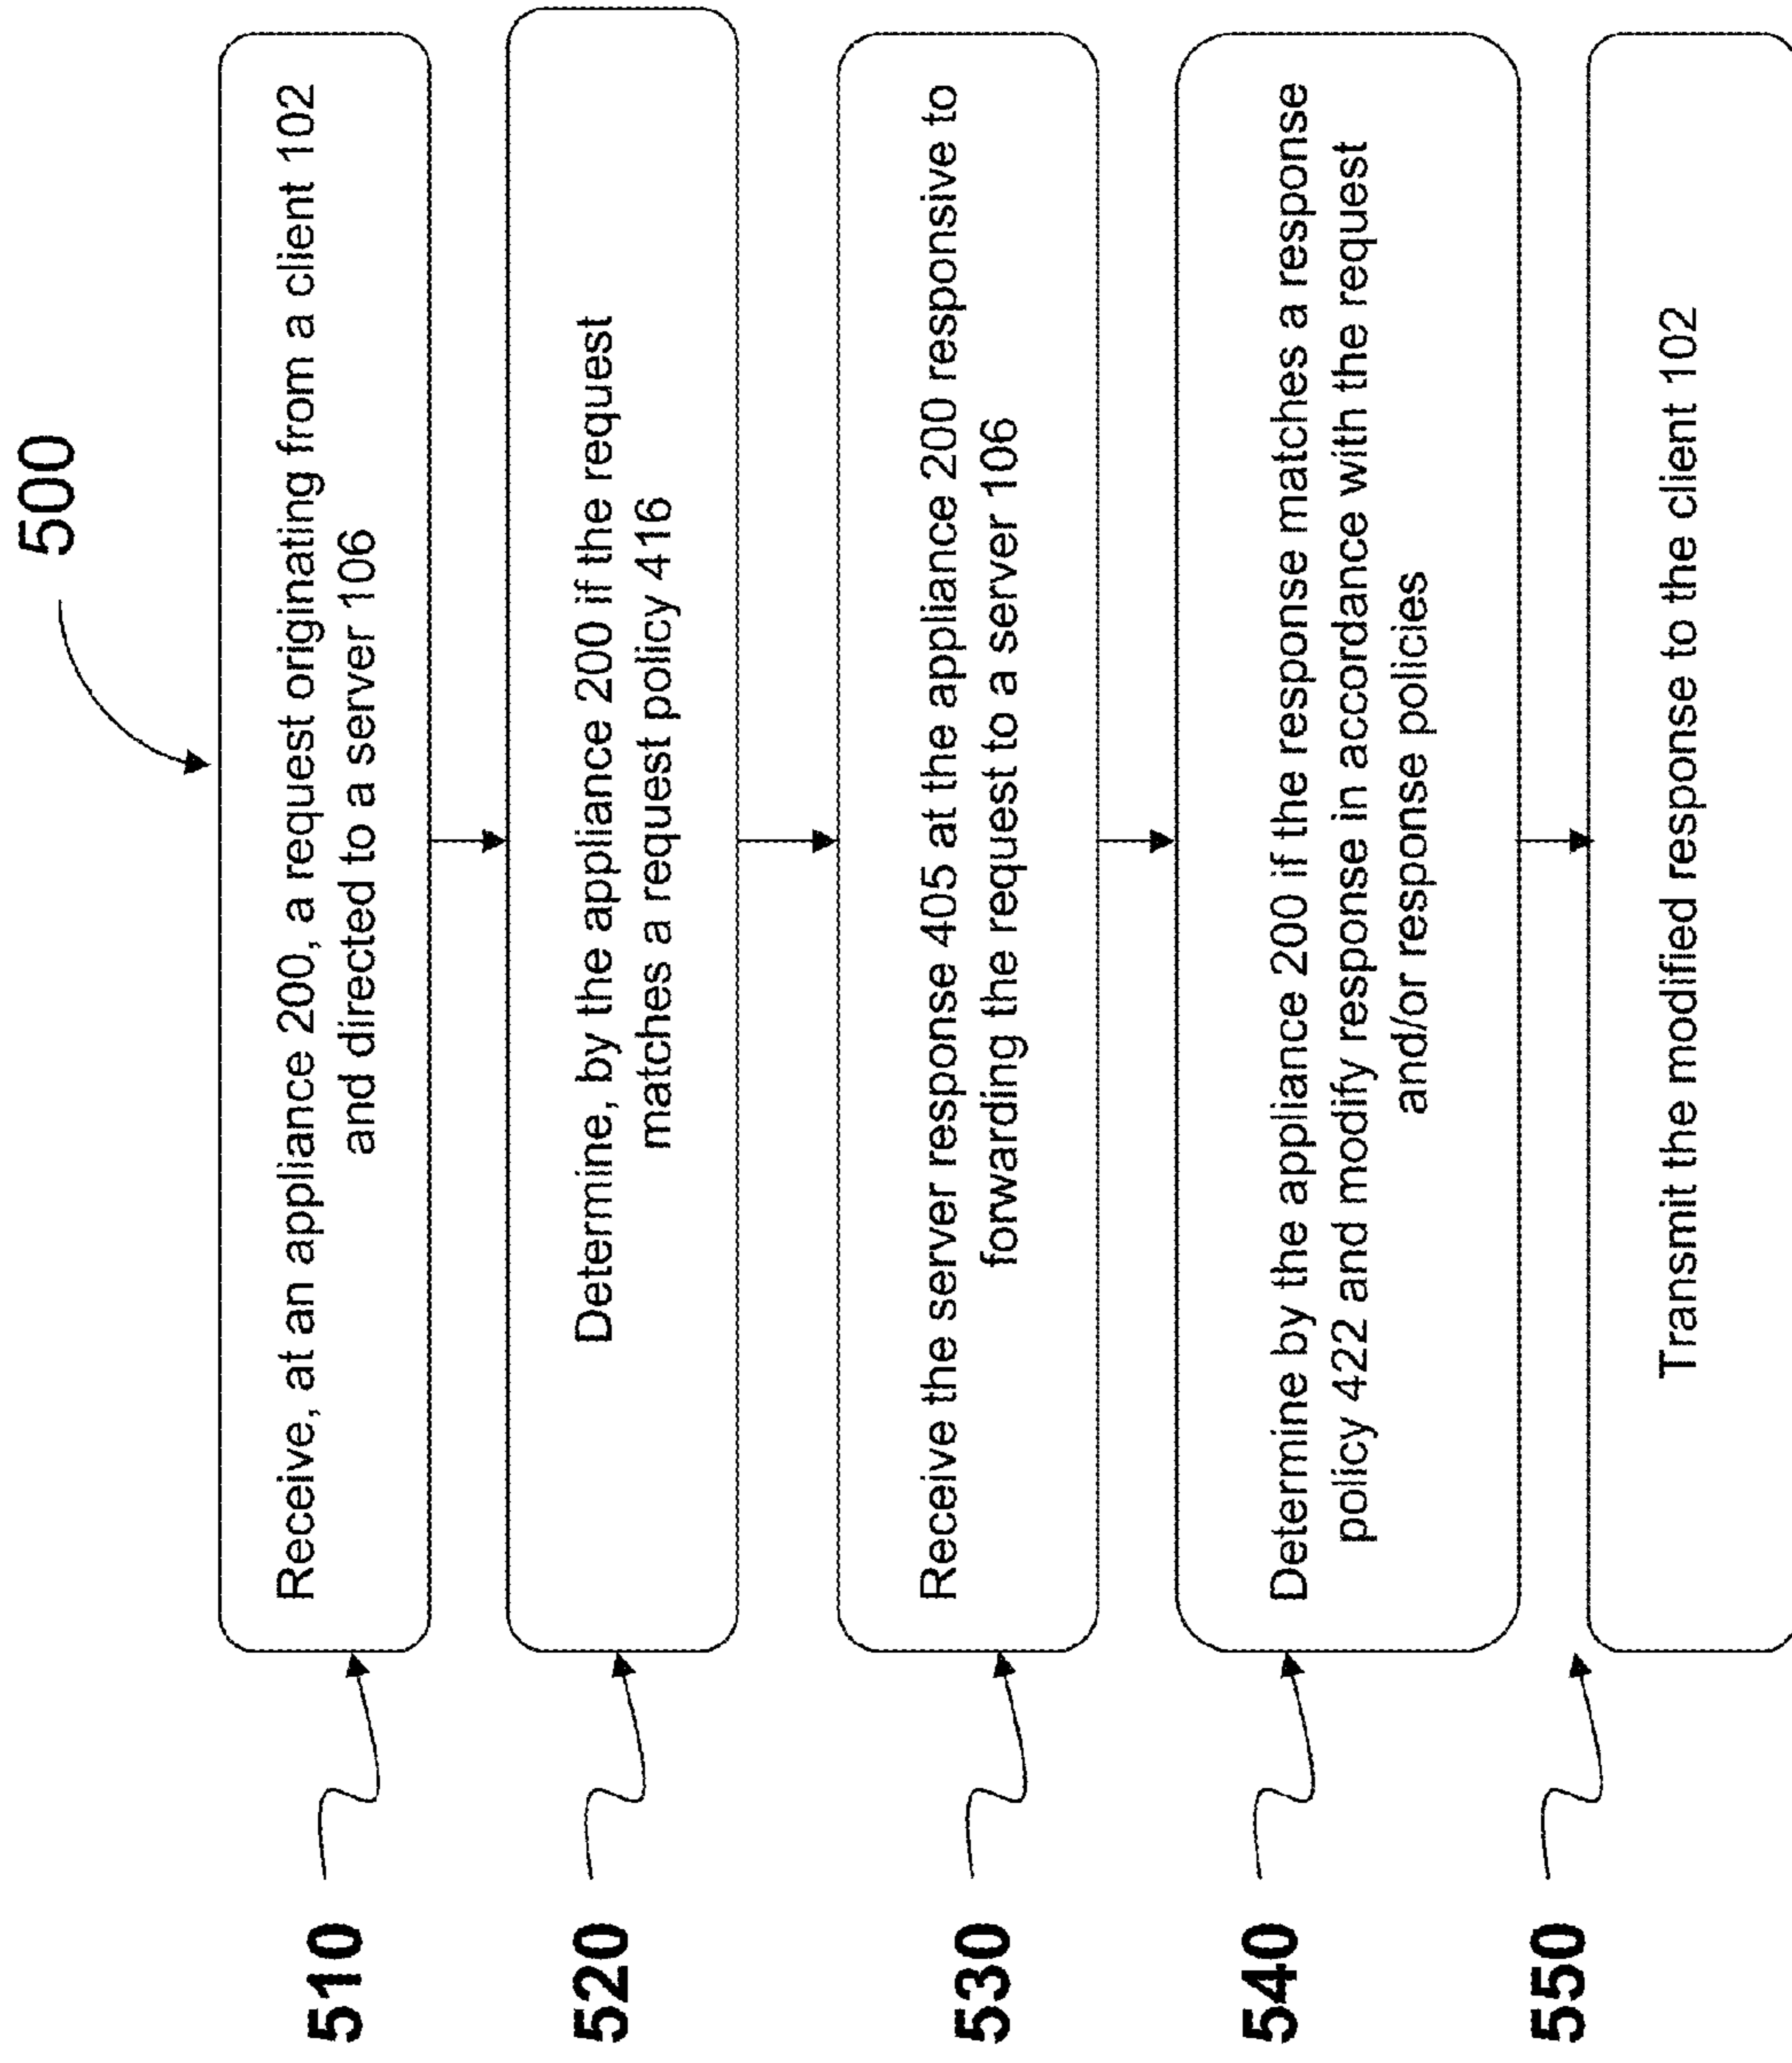 500
510
Receive, at an appliance 200, a request originating from a client 102
and directed to a server 106
520
Determine, by the appliance 200 if the request
matches a request policy 416
530
Receive the server response 405 at the appliance 200 responsive to
forwarding the request to a server 106
540
Determine by the appliance 200 if the response matches a response
policy 422 and modify response in accordance with the request
and/or response policies
550
Transmit the modified response to the client 102